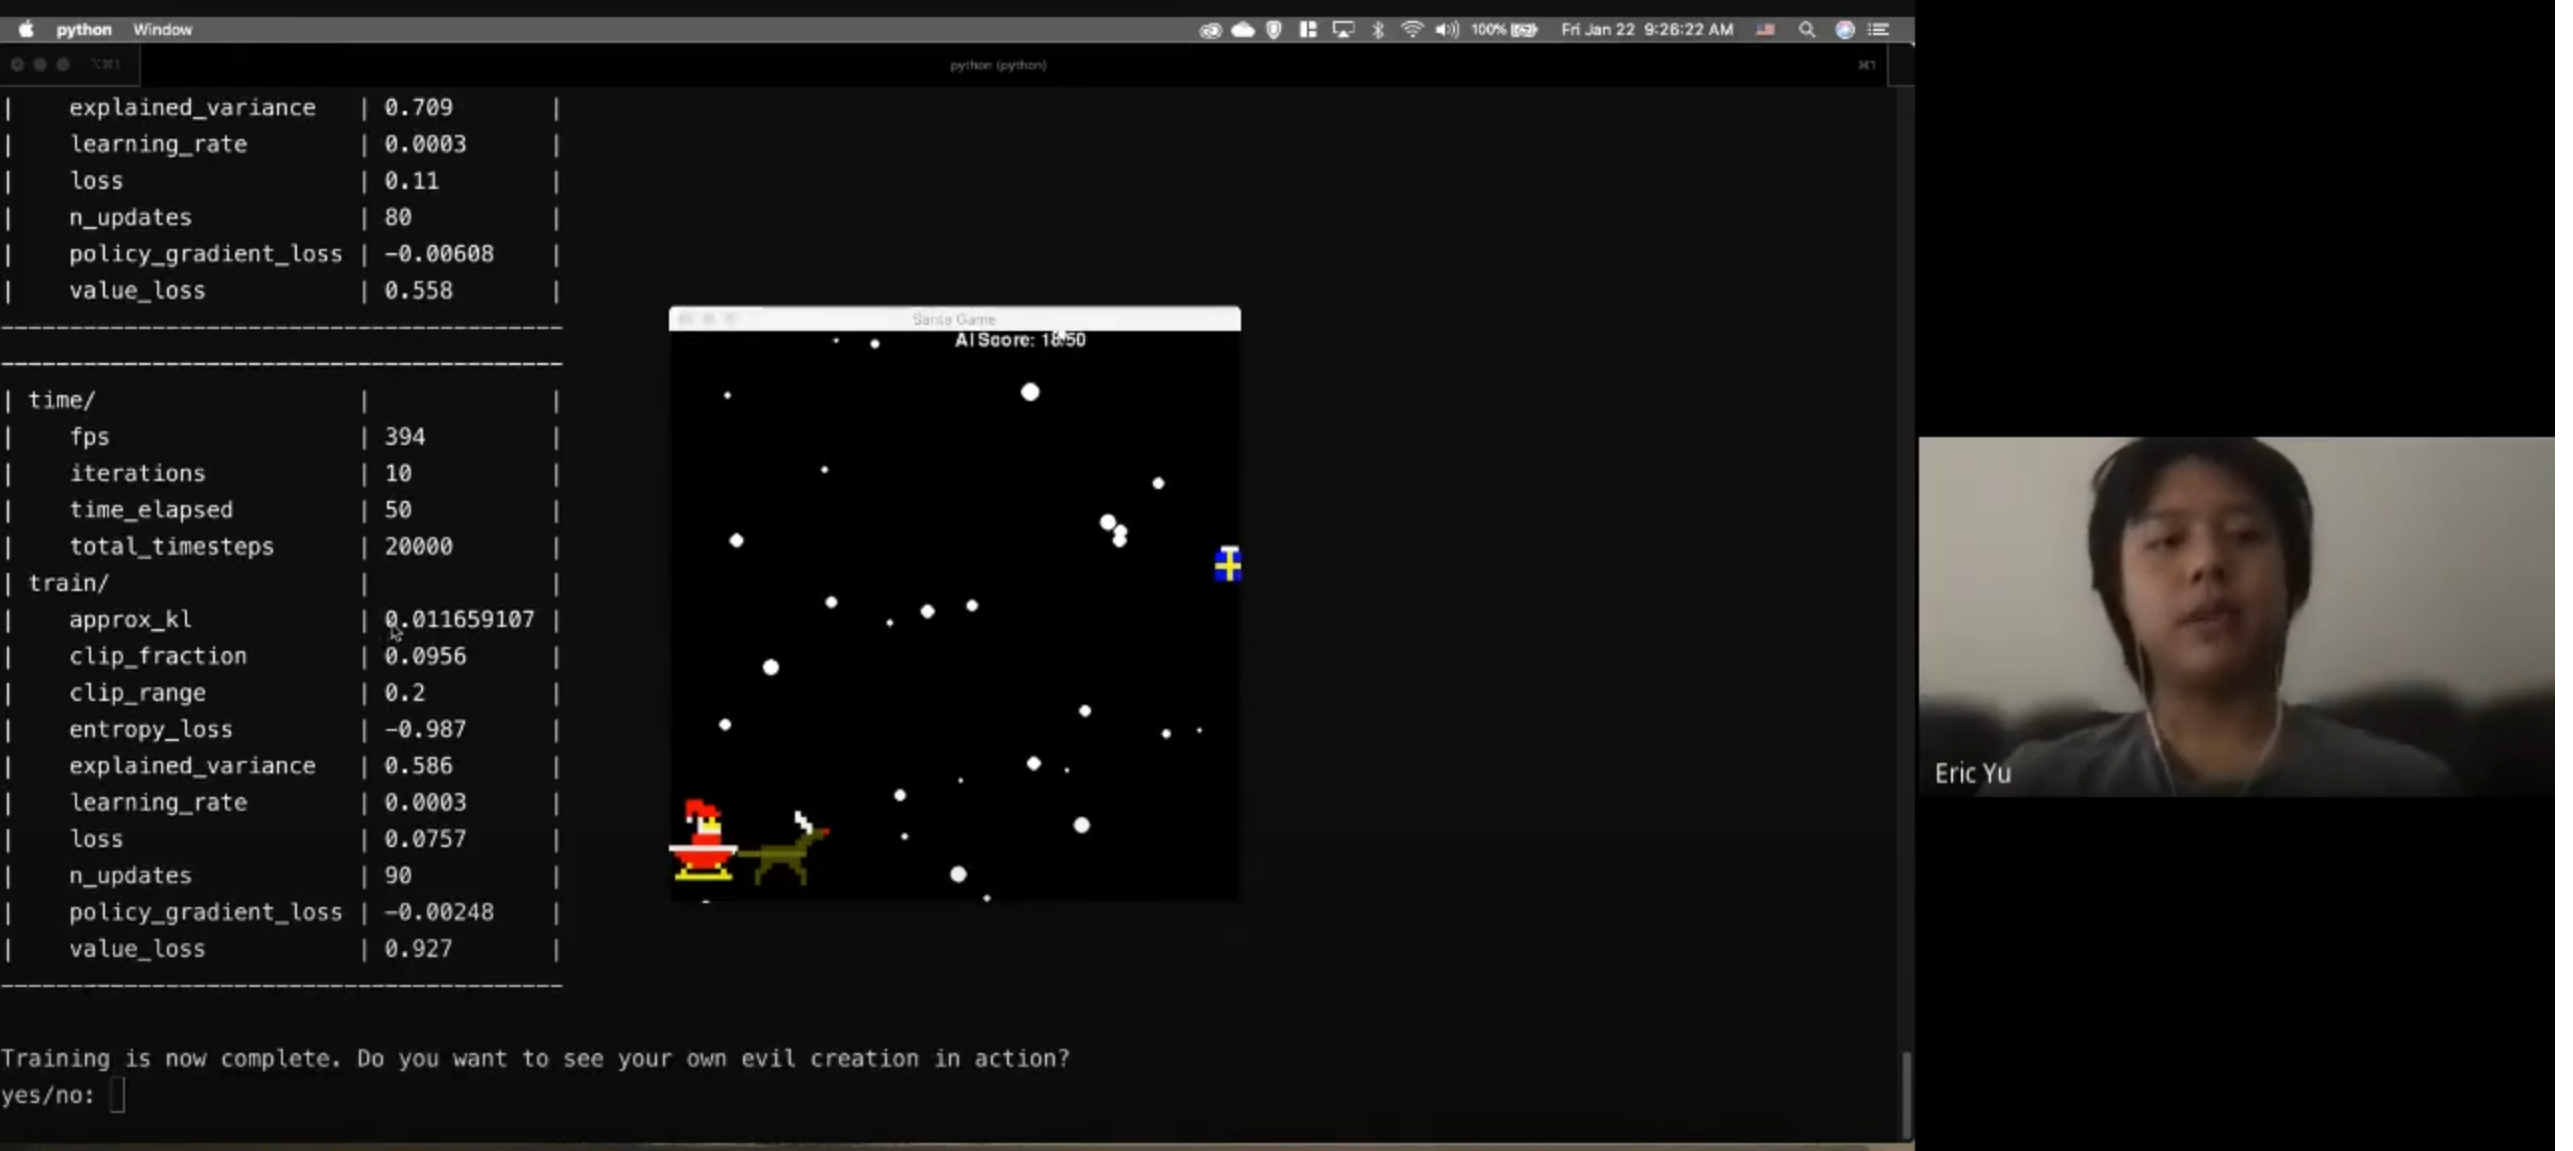 python Window 100% Fri Jan 22 9:26:22 AM
python (python) ⌘1
| explained_variance | 0.709 |
| learning_rate | 0.0003 |
| loss | 0.11 |
| n_updates | 80 |
| policy_gradient_loss | -0.00608 |
| value_loss | 0.558 |
| time/ | |
| fps | 394 |
| iterations | 10 |
| time_elapsed | 50 |
| total_timesteps | 20000 |
| train/ | |
| approx_kl | 0.011659107 |
| clip_fraction | 0.0956 |
| clip_range | 0.2 |
| entropy_loss | -0.987 |
| explained_variance | 0.586 |
| learning_rate | 0.0003 |
| loss | 0.0757 |
| n_updates | 90 |
| policy_gradient_loss | -0.00248 |
| value_loss | 0.927 |
Training is now complete. Do you want to see your own evil creation in action?
yes/no:
Santa Game
AI Score:
Eric Yu